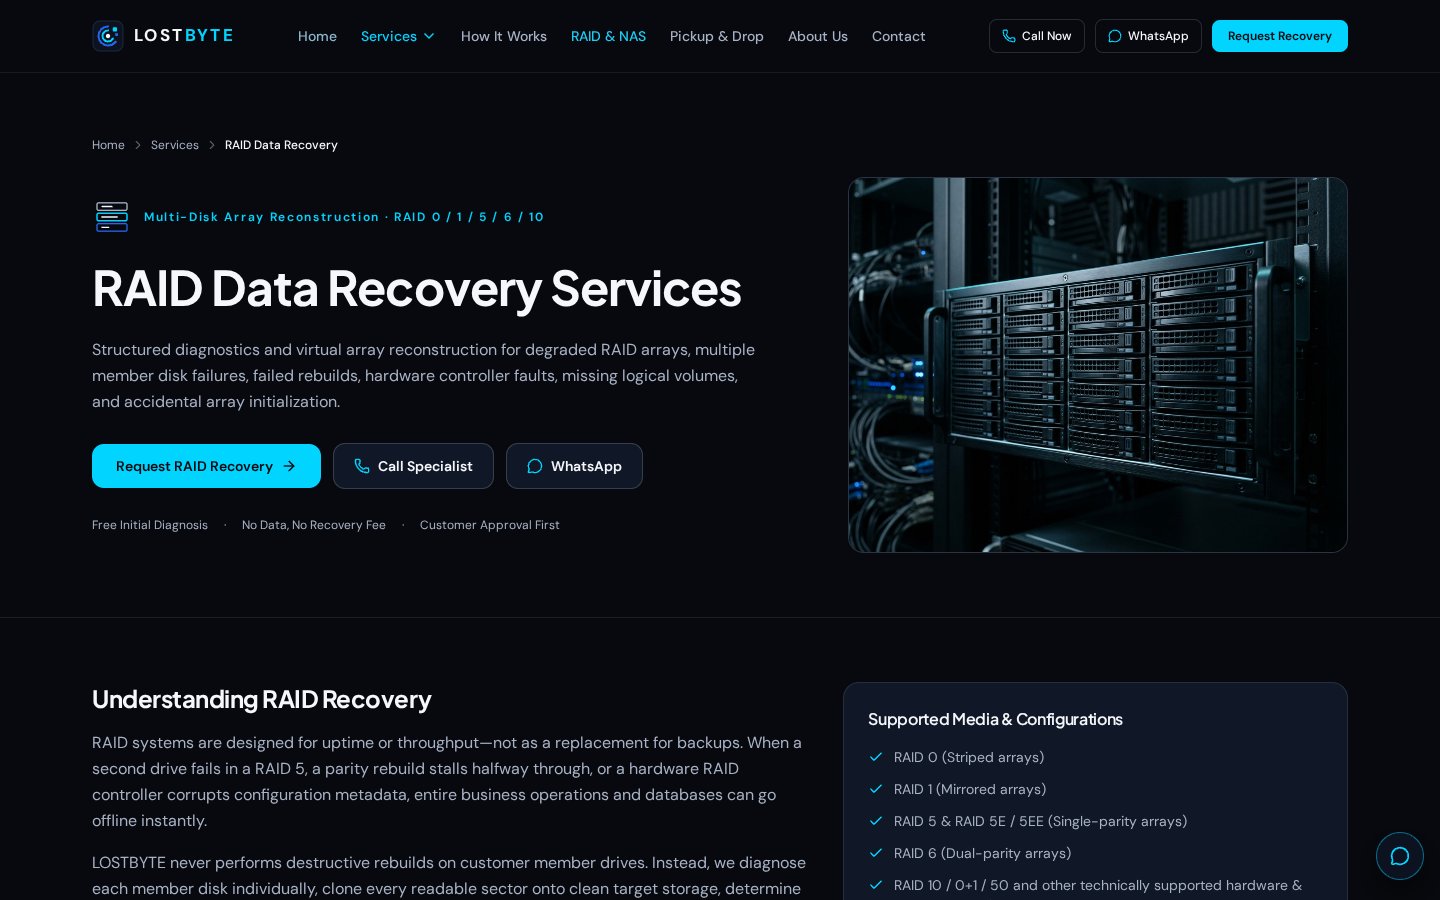 LOSTBYTE
Home
Services
How It Works
RAID & NAS
Pickup & Drop
About Us
Contact
Call Now
WhatsApp
Request Recovery
Home > Services > RAID Data Recovery
Multi-Disk Array Reconstruction · RAID 0 / 1 / 5 / 6 / 10
RAID Data Recovery Services
Structured diagnostics and virtual array reconstruction for degraded RAID arrays, multiple
member disk failures, failed rebuilds, hardware controller faults, missing logical volumes,
and accidental array initialization.
Request RAID Recovery →
Call Specialist
WhatsApp
Free Initial Diagnosis · No Data, No Recovery Fee · Customer Approval First
Understanding RAID Recovery
RAID systems are designed for uptime or throughput—not as a replacement for backups. When a
second drive fails in a RAID 5, a parity rebuild stalls halfway through, or a hardware RAID
controller corrupts configuration metadata, entire business operations and databases can go
offline instantly.
LOSTBYTE never performs destructive rebuilds on customer member drives. Instead, we diagnose
each member disk individually, clone every readable sector onto clean target storage, determine
Supported Media & Configurations
RAID 0 (Striped arrays)
RAID 1 (Mirrored arrays)
RAID 5 & RAID 5E / 5EE (Single-parity arrays)
RAID 6 (Dual-parity arrays)
RAID 10 / 0+1 / 50 and other technically supported hardware &